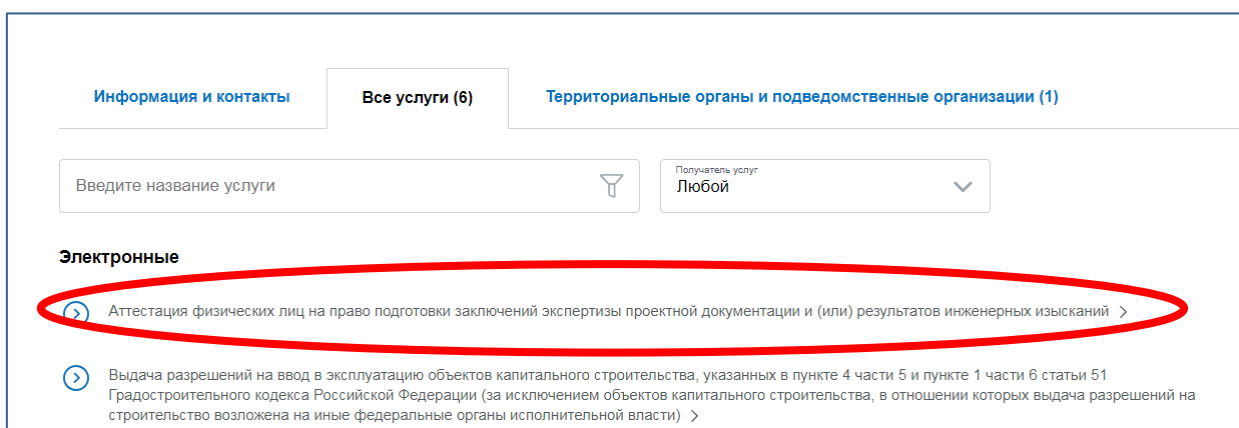 Информация и контакты
Все услуги (6)
Территориальные органы и подведомственные организации (1)
Введите название услуги
Получатель услуг
Любой
Электронные
Аттестация физических лиц на право подготовки заключений экспертизы проектной документации и (или) результатов инженерных изысканий >
Выдача разрешений на ввод в эксплуатацию объектов капитального строительства, указанных в пункте 4 части 5 и пункте 1 части 6 статьи 51
Градостроительного кодекса Российской Федерации (за исключением объектов капитального строительства, в отношении которых выдача разрешений на
строительство возложена на иные федеральные органы исполнительной власти) >